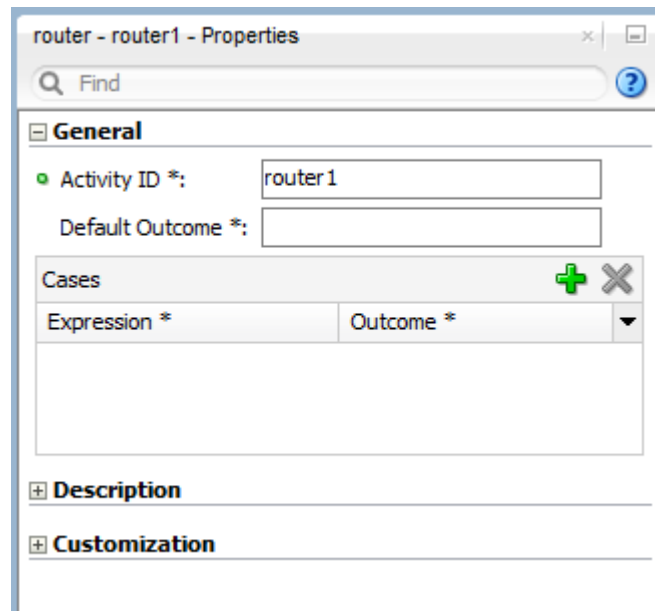 router - router1 - Properties
Find
General
Activity ID *: router1
Default Outcome *:
Cases
Expression * Outcome *
Description
Customization